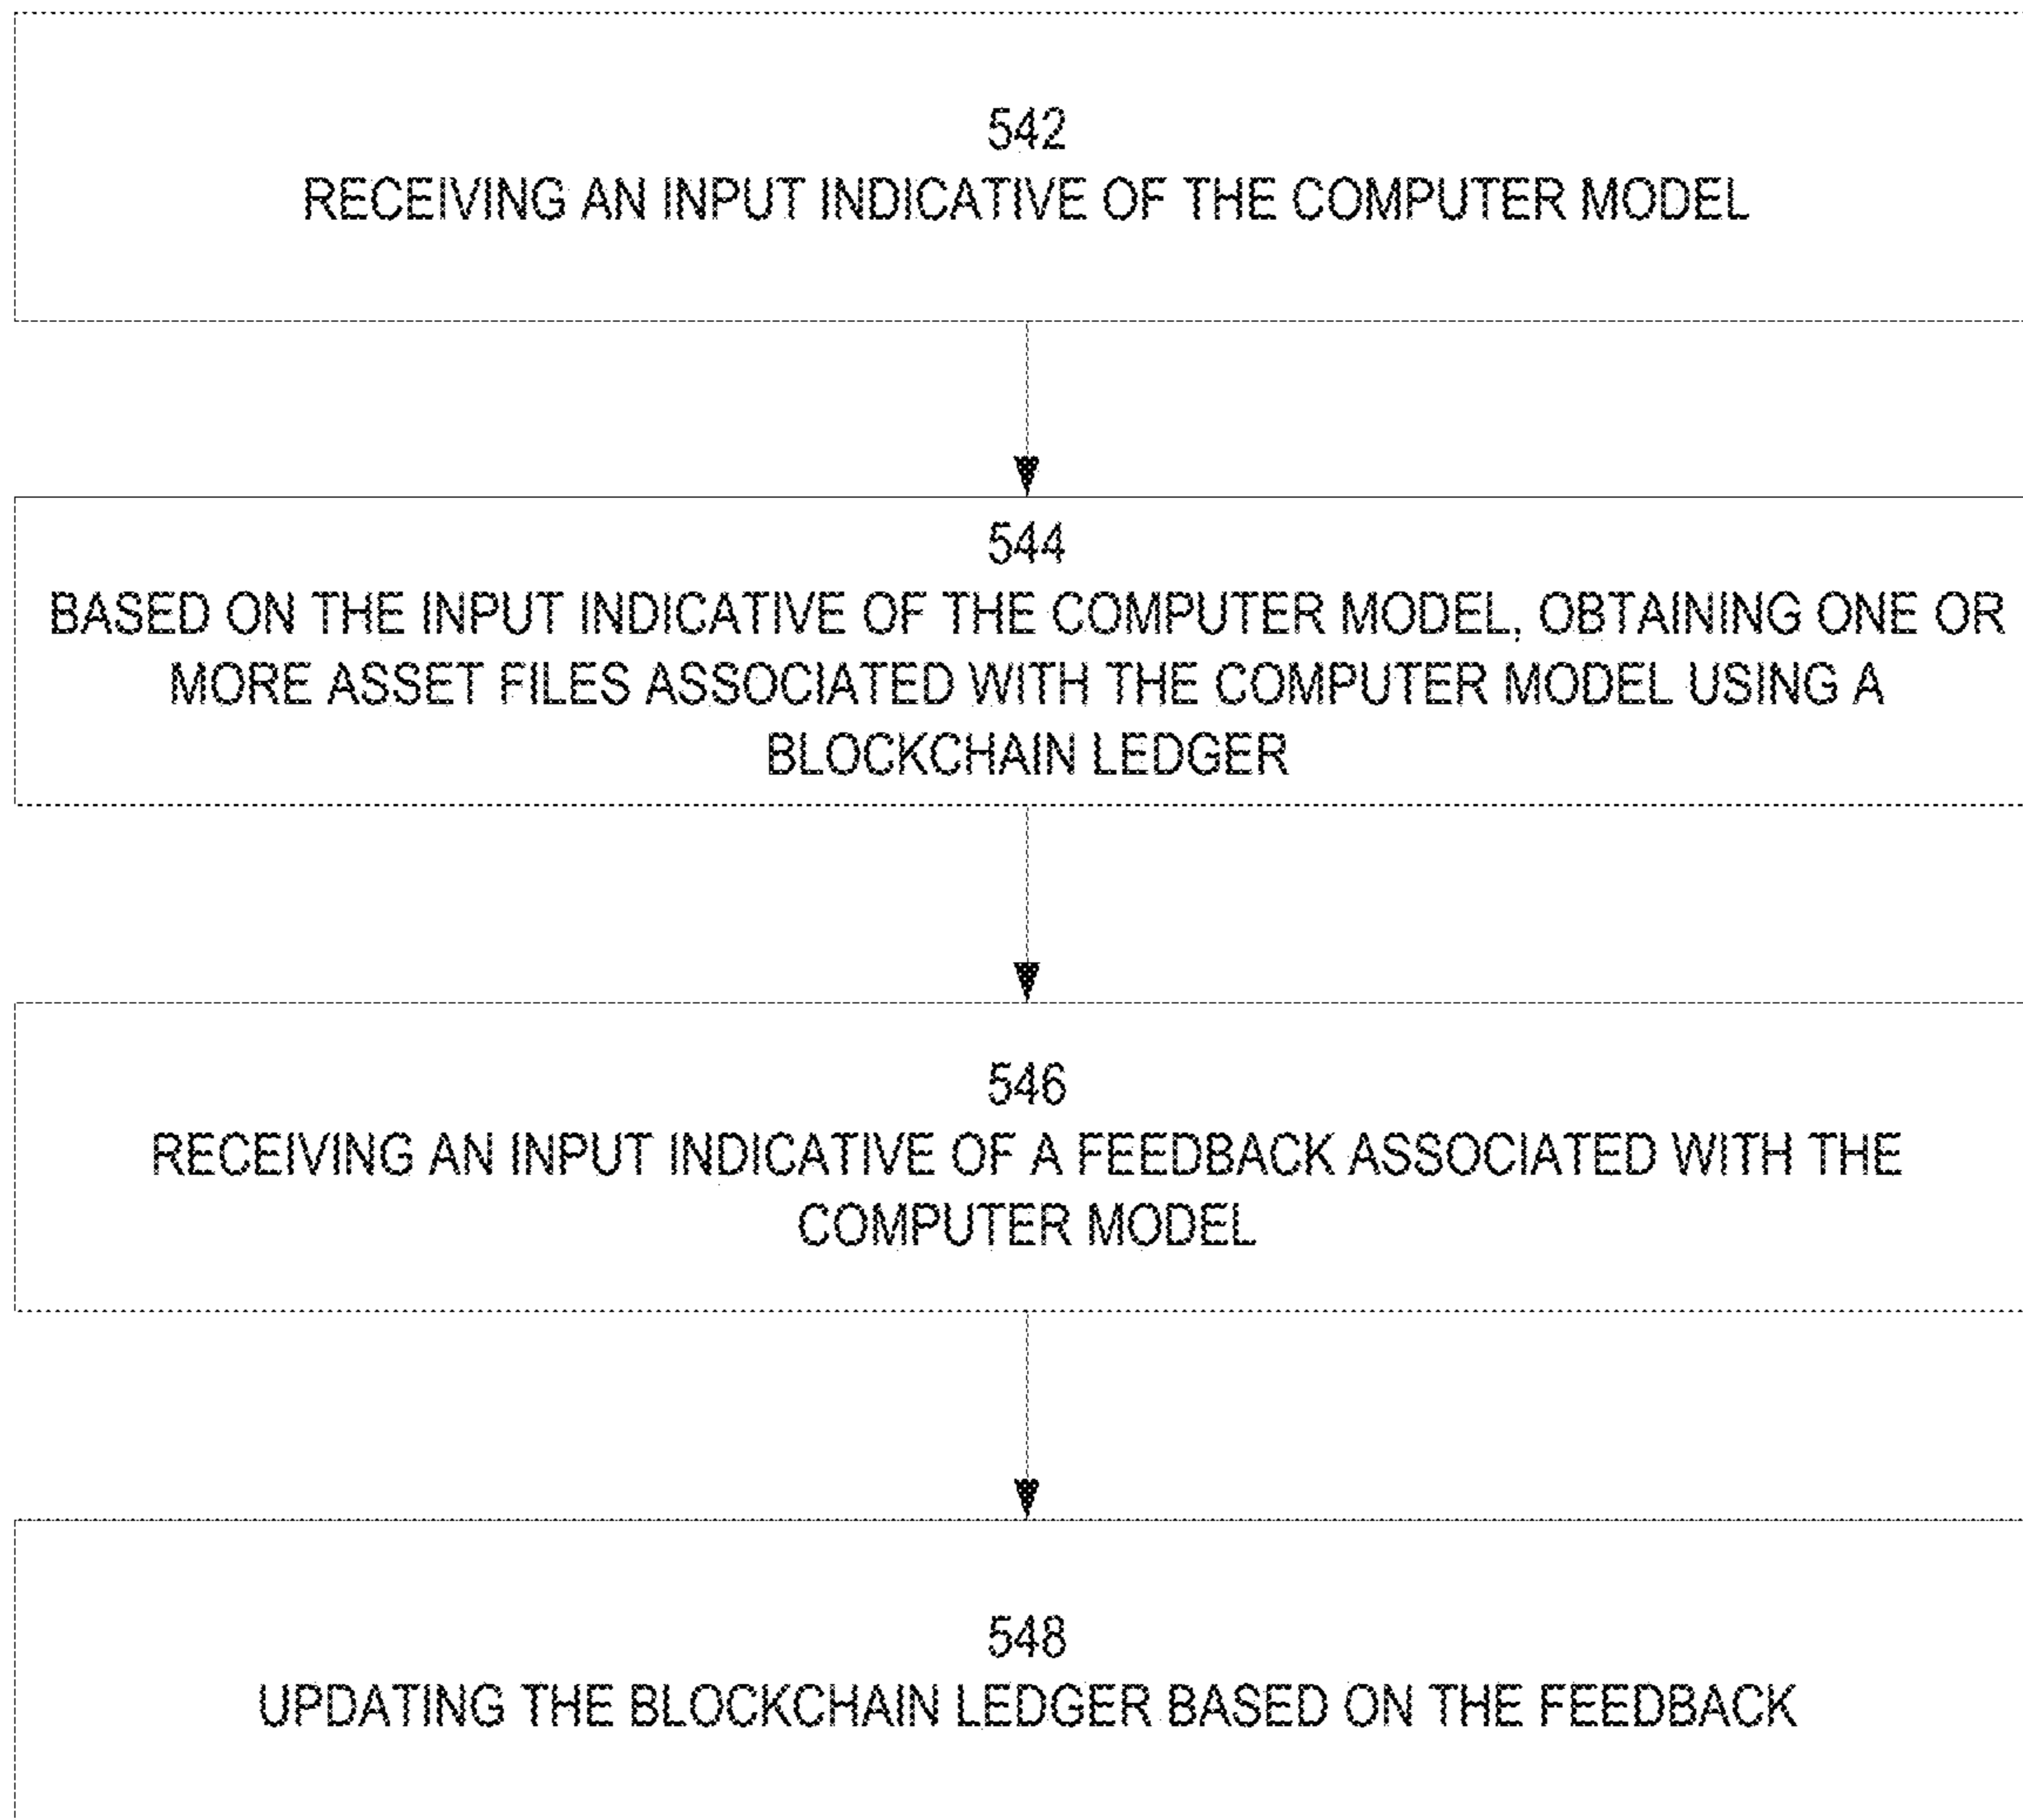 542
RECEIVING AN INPUT INDICATIVE OF THE COMPUTER MODEL
544
BASED ON THE INPUT INDICATIVE OF THE COMPUTER MODEL, OBTAINING ONE OR
MORE ASSET FILES ASSOCIATED WITH THE COMPUTER MODEL USING A
BLOCKCHAIN LEDGER
546
RECEIVING AN INPUT INDICATIVE OF A FEEDBACK ASSOCIATED WITH THE
COMPUTER MODEL
548
UPDATING THE BLOCKCHAIN LEDGER BASED ON THE FEEDBACK